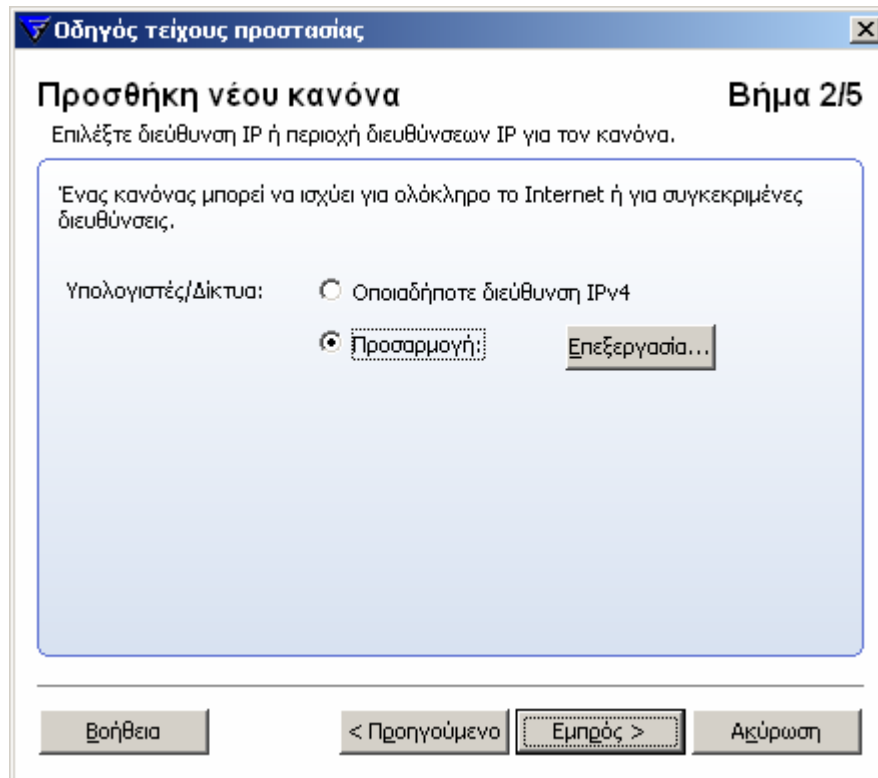 Οδηγός τείχους προστασίας
Προσθήκη νέου κανόνα Βήμα 2/5
Επιλέξτε διεύθυνση IP ή περιοχή διευθύνσεων IP για τον κανόνα.
Ένας κανόνας μπορεί να ισχύει για ολόκληρο το Internet ή για συγκεκριμένες
διευθύνσεις.
Υπολογιστές/Δίκτυα: Οποιαδήποτε διεύθυνση IPv4
Προσαρμογή: Επεξεργασία...
Βοήθεια < Προηγούμενο Εμπρός > Ακύρωση